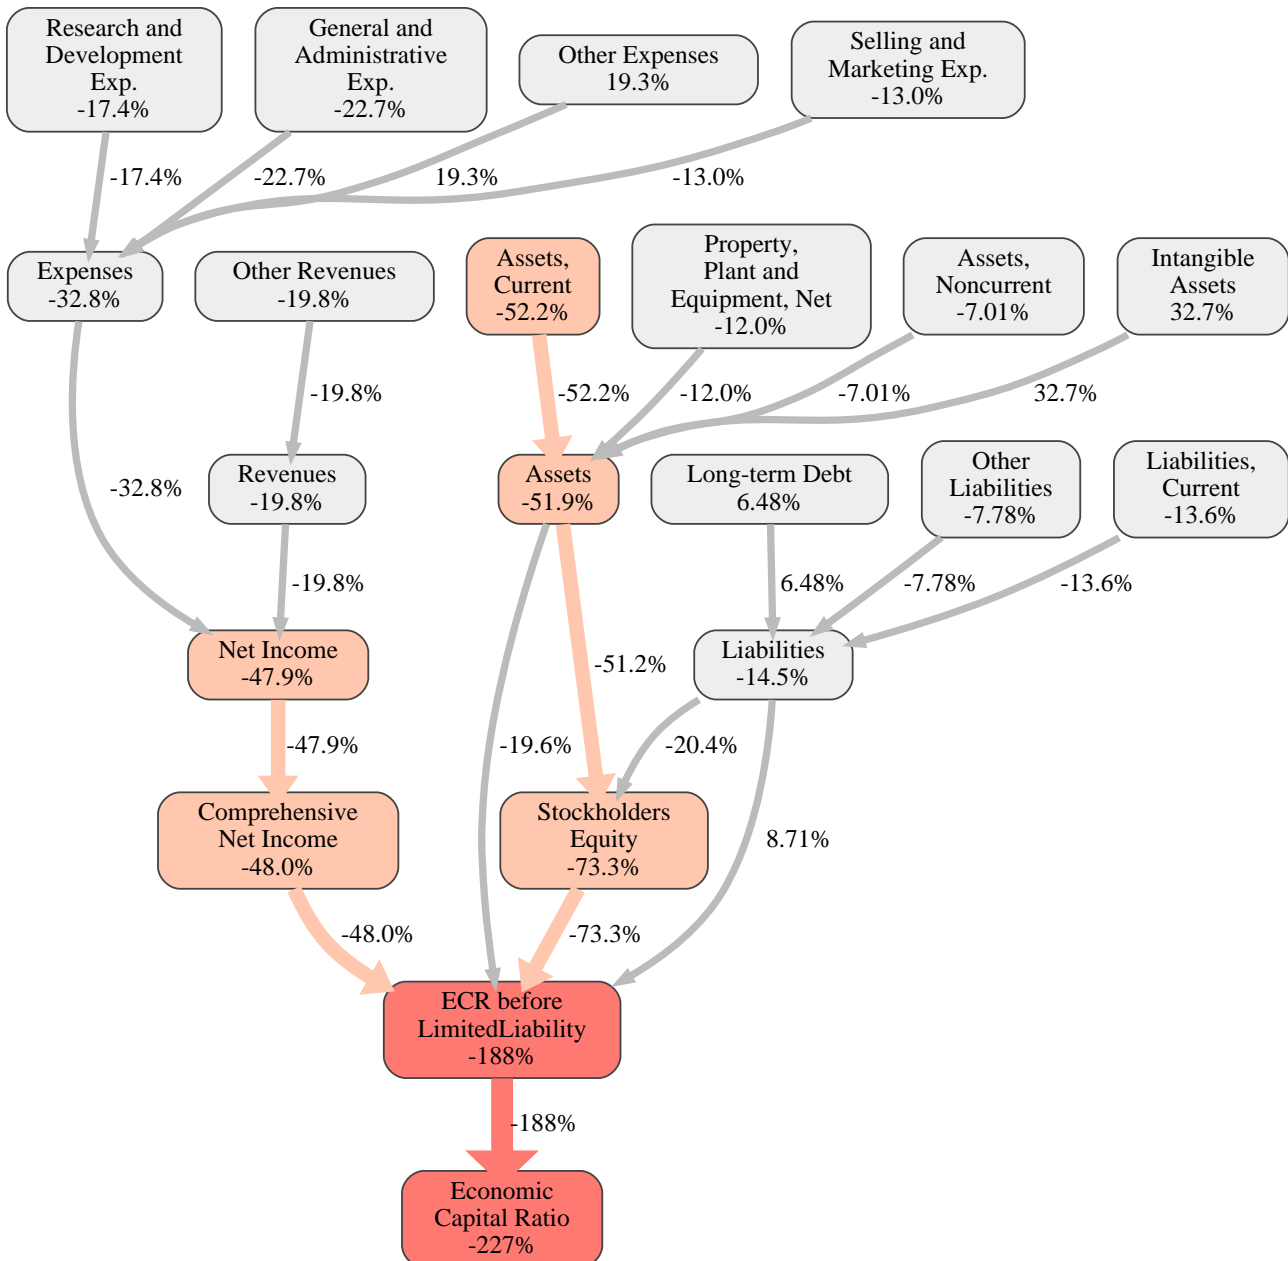 Research and
Development
Exp.
-17.4%
General and
Administrative
Exp.
-22.7%
Other Expenses
19.3%
Selling and
Marketing Exp.
-13.0%
-17.4%
-22.7%
19.3%
-13.0%
Expenses
-32.8%
Other Revenues
-19.8%
Assets,
Current
-52.2%
Property,
Plant and
Equipment, Net
-12.0%
Assets,
Noncurrent
-7.01%
Intangible
Assets
32.7%
-19.8%
-52.2%
-12.0%
-7.01%
32.7%
-32.8%
Revenues
-19.8%
Assets
-51.9%
Long-term Debt
6.48%
Other
Liabilities
-7.78%
Liabilities,
Current
-13.6%
-19.8%
6.48%
-7.78%
-13.6%
Net Income
-47.9%
-51.2%
Liabilities
-14.5%
-47.9%
-19.6%
-20.4%
Comprehensive
Net Income
-48.0%
Stockholders
Equity
-73.3%
8.71%
-48.0%
-73.3%
ECR before
LimitedLiability
-188%
-188%
Economic
Capital Ratio
-227%